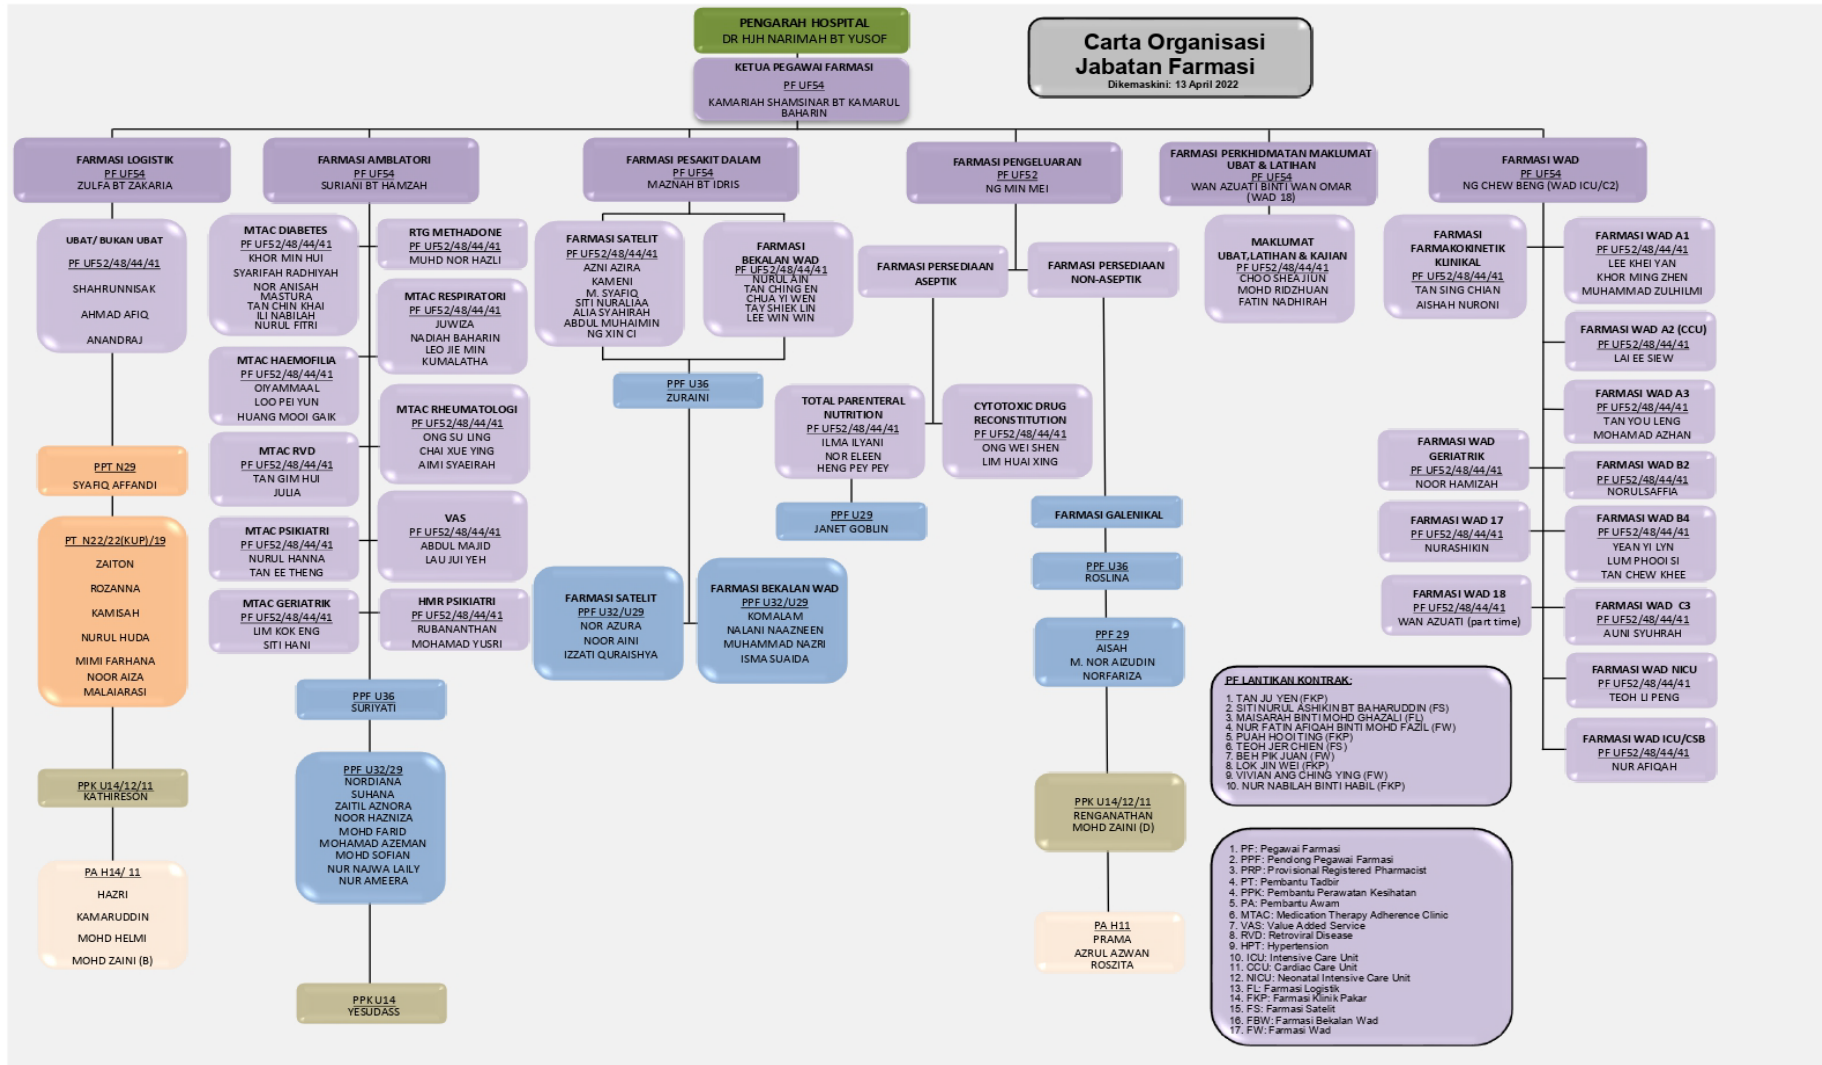 PENGARAH HOSPITAL
DR HJH NARIMAH BT YUSOF
Carta Organisasi
Jabatan Farmasi
Dikemaskini: 13 April 2022
KETUA PEGAWAI FARMASI
PF UF54
KAMARIAH SHAMSINAR BT KAMARUL
BAHARIN
FARMASI LOGISTIK
PF UF54
ZULFA BT ZAKARIA
UBAT/ BUKAN UBAT
PF UF52/48/44/41
SHAHRUNNISAK
AHMAD AFIQ
ANANDRAJ
PPT N29
SYAFIQ AFFANDI
PT N22/22(KUP)/19
ZAITON
ROZANNA
KAMISAH
NURUL HUDA
MIMI FARHANA
NOOR AIZA
MALAIARASI
PPK U14/12/11
KATHIRESON
PA H14/ 11
HAZRI
KAMARUDDIN
MOHD HELMI
MOHD ZAINI (B)
FARMASI AMBLATORI
PF UF54
SURIANI BT HAMZAH
MTAC DIABETES
PF UF52/48/44/41
KHOR MIN HUI
SYARIFAH RADHIYAH
NOR ANISAH
MASTURA
TAN CHIN KHAI
ILI NABILAH
NURUL FITRI
RTG METHADONE
PF UF52/48/44/41
MUHD NOR HAZLI
MTAC RESPIRATORI
PF UF52/48/44/41
JUWIZA
NADIAH BAHARIN
LEO JIE MIN
KUMALATHA
MTAC HAEMOFILIA
PF UF52/48/44/41
OIYAMMAAL
LOO PEI YUN
HUANG MOOI GAIK
MTAC RHEUMATOLOGI
PF UF52/48/44/41
ONG SU LING
CHAI XUE YING
AIMI SYAEIRAH
MTAC RVD
PF UF52/48/44/41
TAN GIM HUI
JULIA
VAS
PF UF52/48/44/41
ABDUL MAJID
LAU JUI YEH
MTAC PSIKIATRI
PF UF52/48/44/41
NURUL HANNA
TAN EE THENG
MTAC GERIATRIK
PF UF52/48/44/41
LIM KOK ENG
SITI HANI
HMR PSIKIATRI
PF UF52/48/44/41
RUBANANTHAN
MOHAMAD YUSRI
PPF U36
SURIYATI
PPF U32/29
NORDIANA
SUHANA
ZAITIL AZNORA
NOOR HAZNIZA
MOHD FARID
MOHAMAD AZEMAN
MOHD SOFIAN
NUR NAJWA LAILY
NUR AMEERA
PPK U14
YESUDASS
FARMASI PESAKIT DALAM
PF UF54
MAZNAH BT IDRIS
FARMASI SATELIT
PF UF52/48/44/41
AZNI AZIRA
KAMENI
M. SYAFIQ
SITI NURALIAA
ALIA SYAHIRAH
ABDUL MUHAIMIN
NG XIN CI
FARMASI
BEKALAN WAD
PF UF52/48/44/41
NURUL AIN
TAN CHING EN
CHUA YI WEN
TAY SHIEK LIN
LEE WIN WIN
PPF U36
ZURAINI
FARMASI SATELIT
PPF U32/U29
NOR AZURA
NOOR AINI
IZZATI QURAISHYA
FARMASI BEKALAN WAD
PPF U32/U29
KOMALAM
NALANI NAAZNEEN
MUHAMMAD NAZRI
ISMA SUAIDA
FARMASI PENGELUARAN
PF UF52
NG MIN MEI
FARMASI PERSEDIAAN
ASEPTIK
FARMASI PERSEDIAAN
NON-ASEPTIK
TOTAL PARENTERAL
NUTRITION
PF UF52/48/44/41
ILMA ILYANI
NOR ELEEN
HENG PEY PEY
CYTOTOXIC DRUG
RECONSTITUTION
PF UF52/48/44/41
ONG WEI SHEN
LIM HUAI XING
PPF U29
JANET GOBLIN
FARMASI GALENIKAL
PPF U36
ROSLINA
PPF 29
AISAH
M. NOR AIZUDIN
NORFARIZA
PPK U14/12/11
RENGANATHAN
MOHD ZAINI (D)
PA H11
PRAMA
AZRUL AZWAN
ROSZITA
FARMASI PERKHIDMATAN MAKLUMAT
UBAT & LATIHAN
PF UF54
WAN AZUATI BINTI WAN OMAR
(WAD 18)
MAKLUMAT
UBAT,LATIHAN & KAJIAN
PF UF52/48/44/41
CHOO SHEA JIUN
MOHD RIDZHUAN
FATIN NADHIRAH
FARMASI WAD
PF UF54
NG CHEW BENG (WAD ICU/C2)
FARMASI
FARMAKOKINETIK
KLINIKAL
PF UF52/48/44/41
TAN SING CHIAN
AISHAH NURONI
FARMASI WAD A1
PF UF52/48/44/41
LEE KHEI YAN
KHOR MING ZHEN
MUHAMMAD ZULHILMI
FARMASI WAD A2 (CCU)
PF UF52/48/44/41
LAI EE SIEW
FARMASI WAD A3
PF UF52/48/44/41
TAN YOU LENG
MOHAMAD AZHAN
FARMASI WAD
GERIATRIK
PF UF52/48/44/41
NOOR HAMIZAH
FARMASI WAD B2
PF UF52/48/44/41
NORULSAFFIA
FARMASI WAD 17
PF UF52/48/44/41
NURASHIKIN
FARMASI WAD B4
PF UF52/48/44/41
YEAN YI LYN
LUM PHOOI SI
TAN CHEW KHEE
FARMASI WAD 18
PF UF52/48/44/41
WAN AZUATI (part time)
FARMASI WAD C3
PF UF52/48/44/41
AUNI SYUHRAH
FARMASI WAD NICU
PF UF52/48/44/41
TEOH LI PENG
FARMASI WAD ICU/CSB
PF UF52/48/44/41
NUR AFIQAH
PF LANTIKAN KONTRAK:
1. TAN JU YEN (FKP)
2. SITI NURUL ASHIKIN BT BAHARUDDIN (FS)
3. MAISARAH BINTI MOHD GHAZALI (FL)
4. NUR FATIN AFIQAH BINTI MOHD FAZIL (FW)
5. PUAH HOOI TING (FKP)
6. TEOH JER CHIEN (FS)
7. BEH PIK JUAN (FW)
8. LOK JIN WEI (FKP)
9. VIVIAN ANG CHING YING (FW)
10. NUR NABILAH BINTI HABIL (FKP)
1. PF: Pegawai Farmasi
2. PPF: Penolong Pegawai Farmasi
3. PRP: Provisional Registered Pharmacist
4. PT: Pembantu Tadbir
4. PPK: Pembantu Perawatan Kesihatan
5. PA: Pembantu Awam
6. MTAC: Medication Therapy Adherence Clinic
7. VAS: Value Added Service
8. RVD: Retroviral Disease
9. HPT: Hypertension
10. ICU: Intensive Care Unit
11. CCU: Cardiac Care Unit
12. NICU: Neonatal Intensive Care Unit
13. FL: Farmasi Logistik
14. FKP: Farmasi Klinik Pakar
15. FS: Farmasi Satelit
16. FBW: Farmasi Bekalan Wad
17. FW: Farmasi Wad